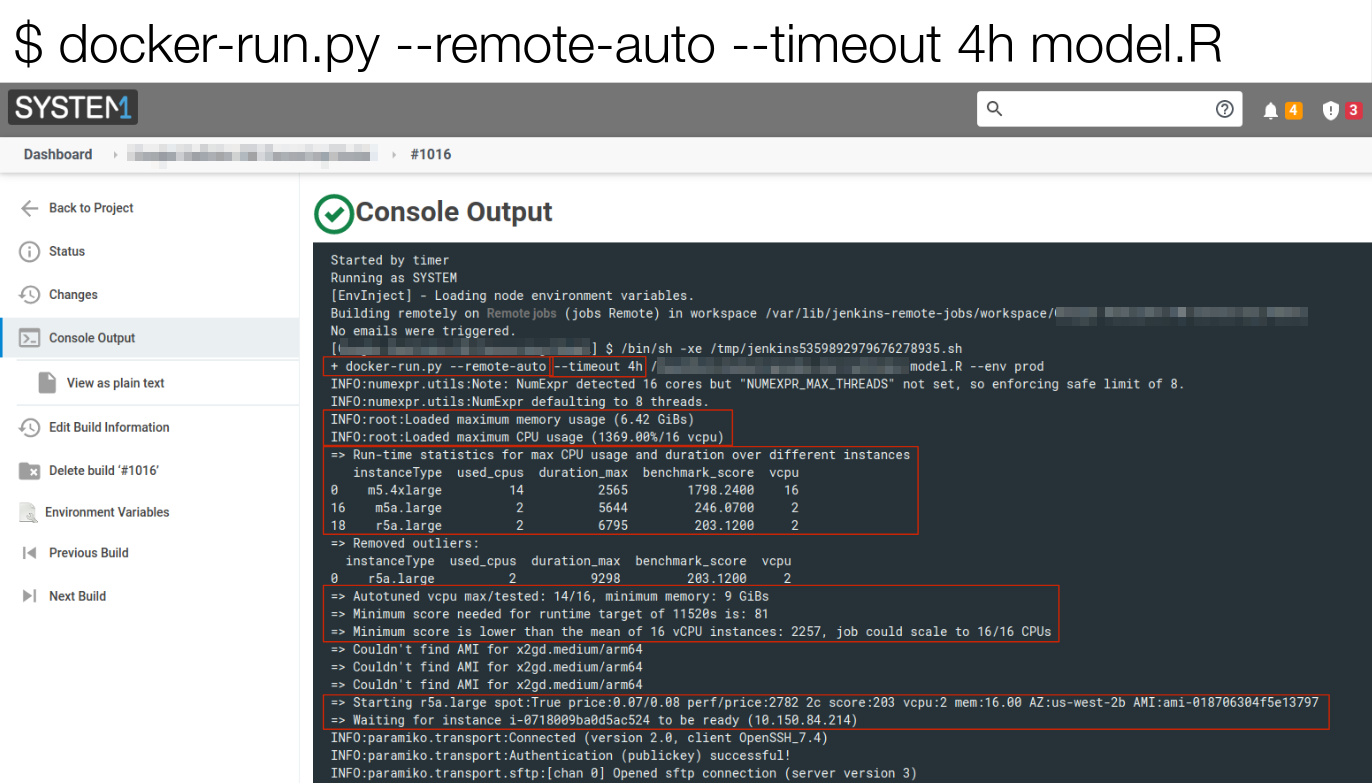 $ docker-run.py --remote-auto --timeout 4h model.R
SYSTEM1
4
3
Dashboard
#1016
Back to Project
Status
Changes
Console Output
View as plain text
Edit Build Information
Delete build ‘#1016’
Environment Variables
Previous Build
Next Build
Console Output
Started by timer
Running as SYSTEM
[EnvInject] - Loading node environment variables.
Building remotely on Remote jobs (jobs Remote) in workspace /var/lib/jenkins-remote-jobs/workspace/
No emails were triggered.
[ ] $ /bin/sh -xe /tmp/jenkins5359892979676278935.sh
+ docker-run.py --remote-auto --timeout 4h / model.R --env prod
INFO:numexpr.utils:Note: NumExpr detected 16 cores but "NUMEXPR_MAX_THREADS" not set, so enforcing safe limit of 8.
INFO:numexpr.utils:NumExpr defaulting to 8 threads.
INFO:root:Loaded maximum memory usage (6.42 GiBs)
INFO:root:Loaded maximum CPU usage (1369.00%/16 vcpu)
=> Run-time statistics for max CPU usage and duration over different instances
instanceType used_cpus duration_max benchmark_score vcpu
0 m5.4xlarge 14 2565 1798.2400 16
16 m5a.large 2 5644 246.0700 2
18 r5a.large 2 6795 203.1200 2
=> Removed outliers:
instanceType used_cpus duration_max benchmark_score vcpu
0 r5a.large 2 9298 203.1200 2
=> Autotuned vcpu max/tested: 14/16, minimum memory: 9 GiBs
=> Minimum score needed for runtime target of 11520s is: 81
=> Minimum score is lower than the mean of 16 vCPU instances: 2257, job could scale to 16/16 CPUs
=> Couldn't find AMI for x2gd.medium/arm64
=> Couldn't find AMI for x2gd.medium/arm64
=> Couldn't find AMI for x2gd.medium/arm64
=> Starting r5a.large spot:True price:0.07/0.08 perf/price:2782 2c score:203 vcpu:2 mem:16.00 AZ:us-west-2b AMI:ami-018706304f5e13797
=> Waiting for instance i-0718009ba0d5ac524 to be ready (10.150.84.214)
INFO:paramiko.transport:Connected (version 2.0, client OpenSSH_7.4)
INFO:paramiko.transport:Authentication (publickey) successful!
INFO:paramiko.transport.sftp:[chan 0] Opened sftp connection (server version 3)